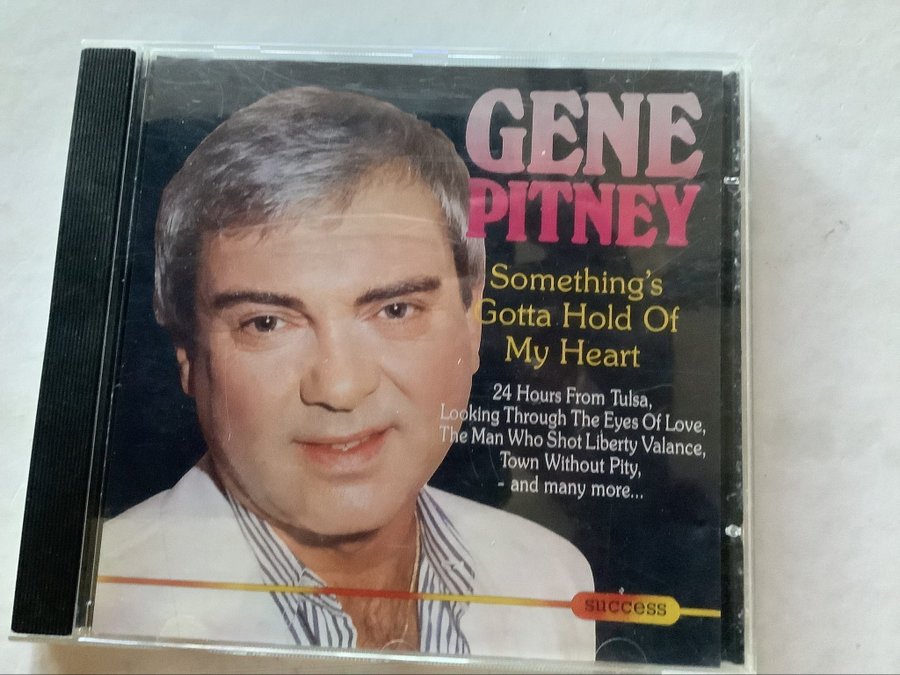 GENE
PITNEY
Something's
Gotta Hold Of
My Heart
24 Hours From Tulsa,
Looking Through The Eyes Of Love,
The Man Who Shot Liberty Valance,
Town Without Pity,
- and many more...
success